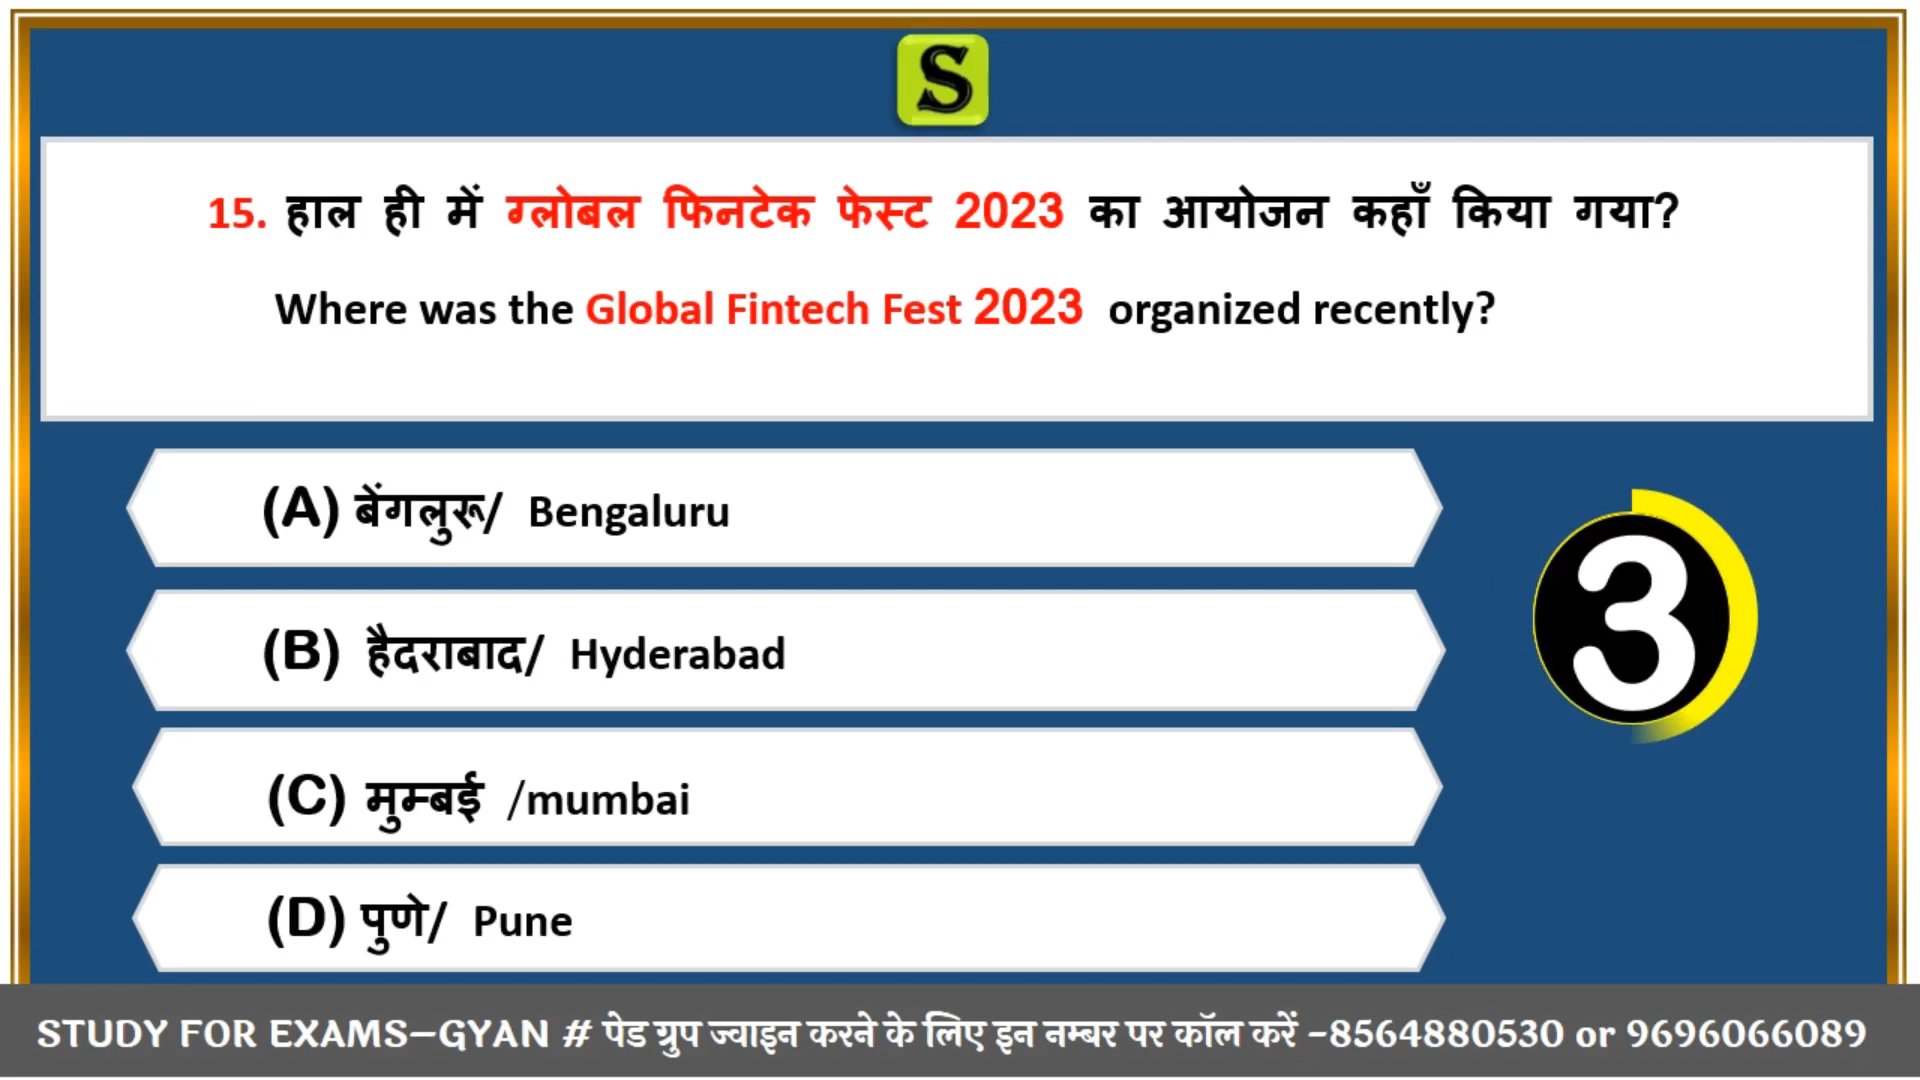 S
15. हाल ही में ग्लोबल फिनटेक फेस्ट 2023 का आयोजन कहाँ किया गया?
Where was the Global Fintech Fest 2023 organized recently?
(A) बेंगलुरू/ Bengaluru
(B) हैदराबाद/ Hyderabad
3
(C) मुम्बई /mumbai
(D) पुणे/ Pune
STUDY FOR EXAMS–GYAN # पेड ग्रुप ज्वाइन करने के लिए इन नम्बर पर कॉल करें -8564880530 or 9696066089